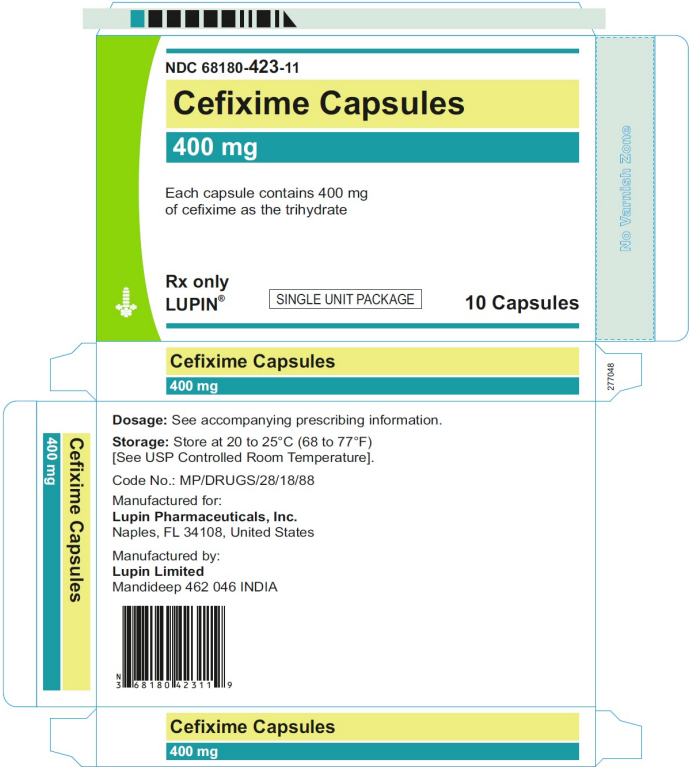 NDC 68180-423-11
Cefixime Capsules
400 mg
Each capsule contains 400 mg
of cefixime as the trihydrate
No Varnish Zone
Rx only
LUPIN®
SINGLE UNIT PACKAGE
10 Capsules
Cefixime Capsules
400 mg
277048
Dosage: See accompanying prescribing information.
Storage: Store at 20 to 25°C (68 to 77°F)
[See USP Controlled Room Temperature].
Code No.: MP/DRUGS/28/18/88
Manufactured for:
Lupin Pharmaceuticals, Inc.
Naples, FL 34108, United States
Manufactured by:
Lupin Limited
Mandideep 462 046 INDIA
N
3 68180 42311 9
Cefixime Capsules
400 mg
Cefixime Capsules
400 mg